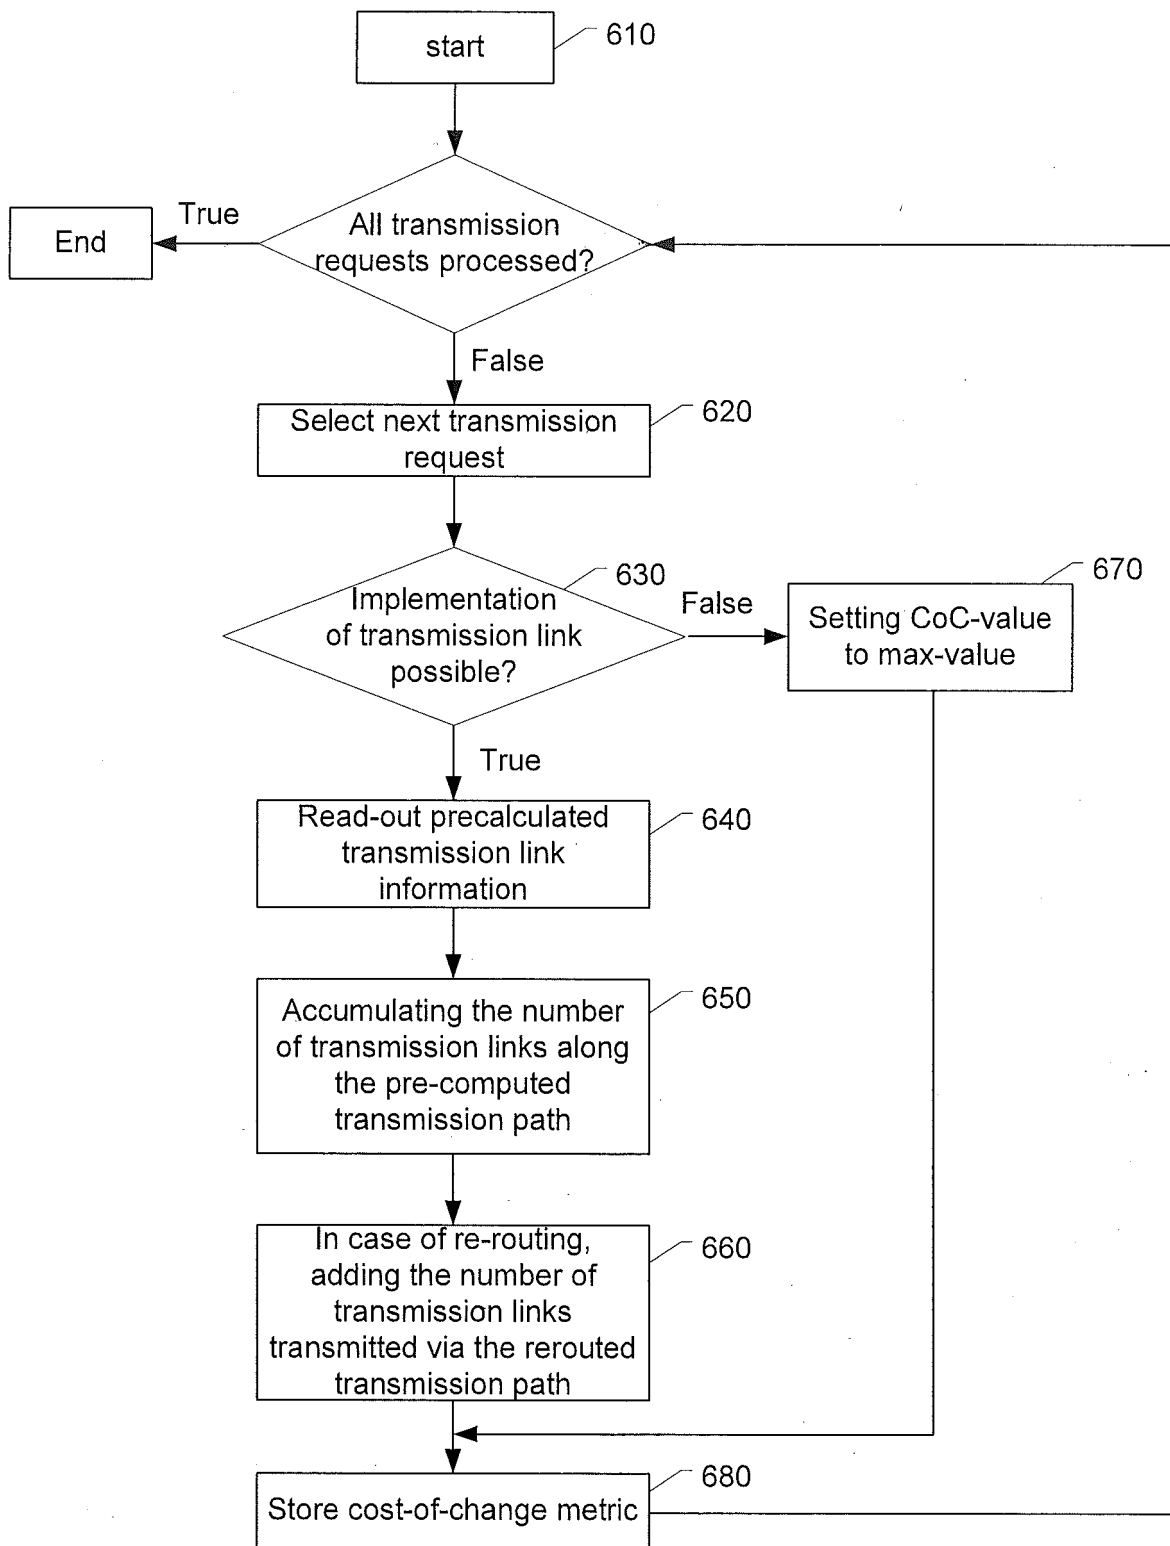 start
610
True
End
All transmission
requests processed?
False
Select next transmission
request
620
630
Implementation
of transmission link
possible?
False
670
Setting CoC-value
to max-value
True
Read-out precalculated
transmission link
information
640
Accumulating the number
of transmission links along
the pre-computed
transmission path
650
In case of re-routing,
adding the number of
transmission links
transmitted via the rerouted
transmission path
660
Store cost-of-change metric
680